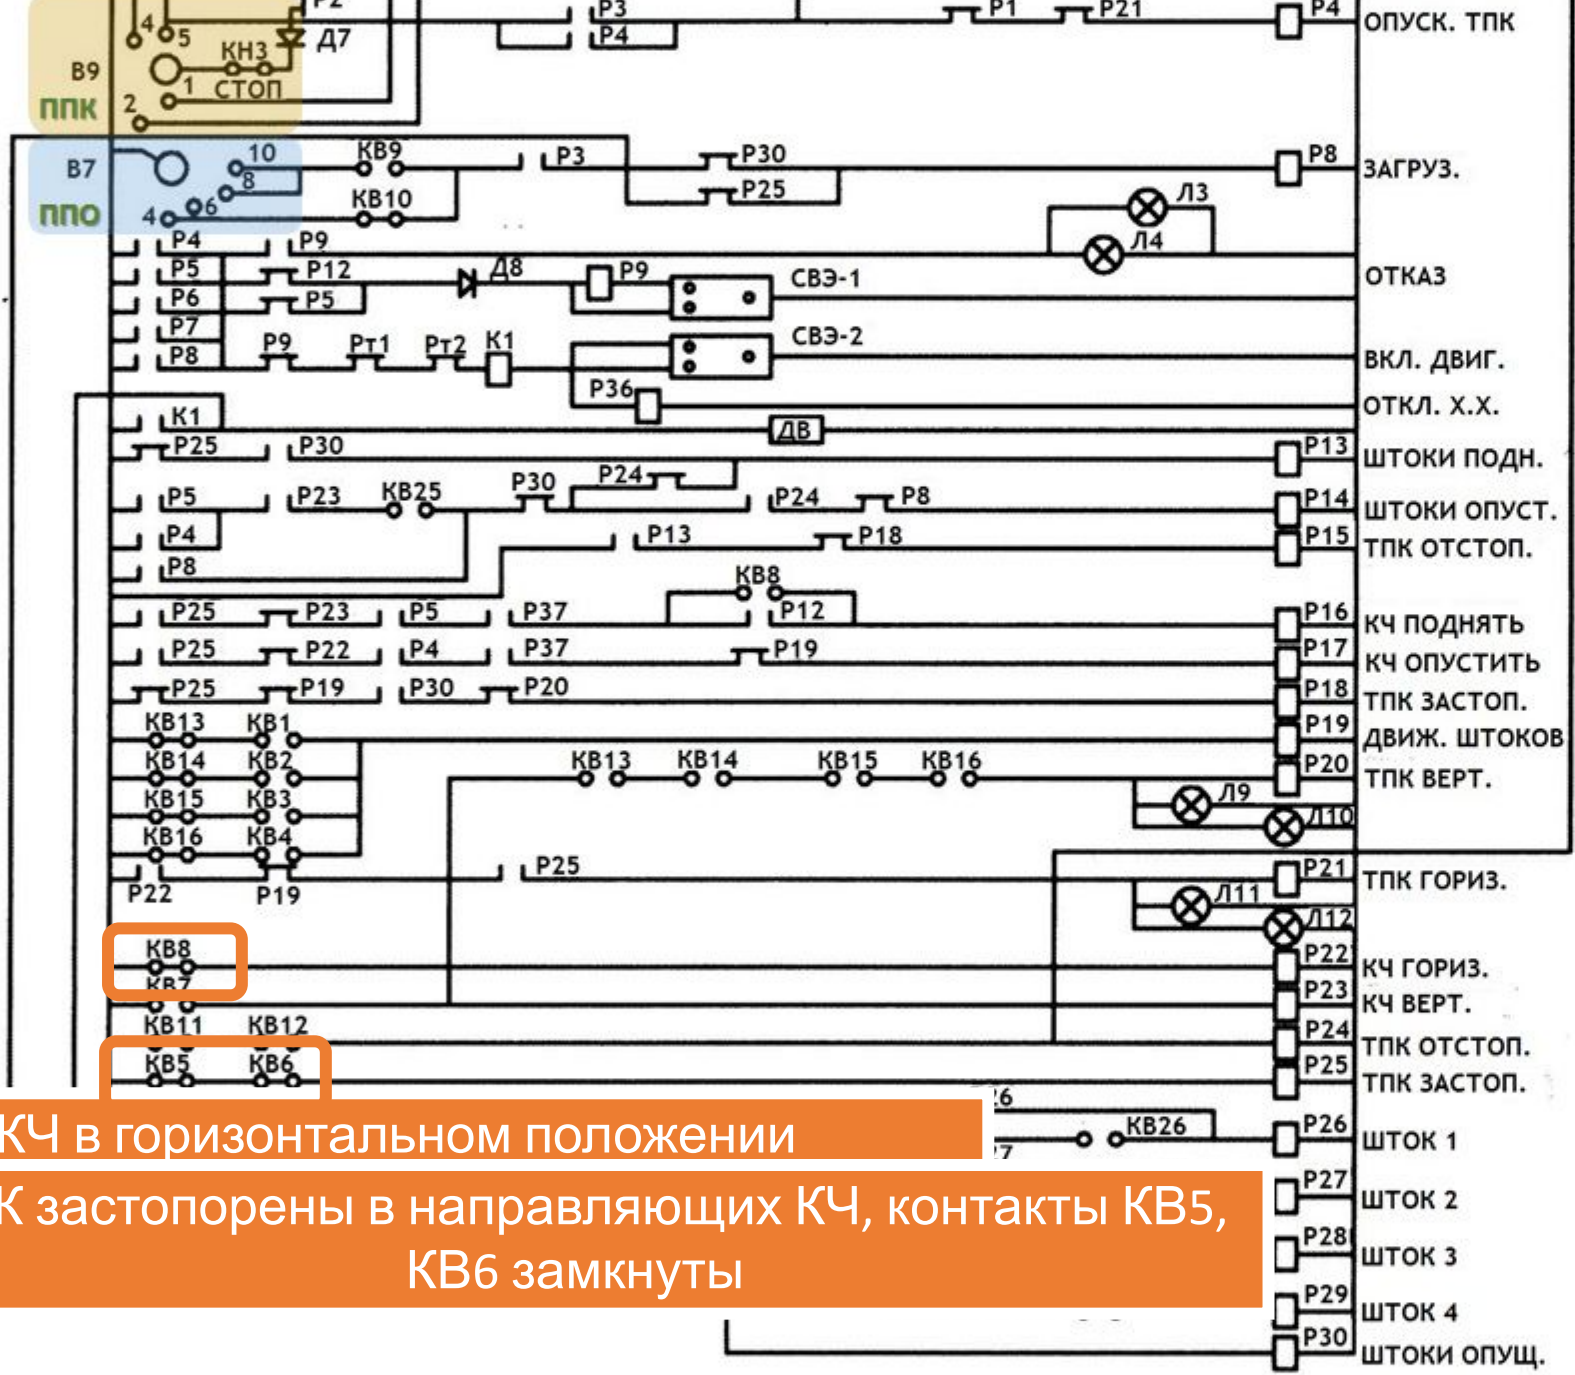 Р2 Р3 Р1 Р21 Р4 ОПУСК. ТПК
4 5 Д7 Р4
КН3
В9 1 СТОП
ППК 2
В7 10 КВ9 Р3 Р30 Р8 ЗАГРУЗ.
8 Р25 Л3
ППО 4 6 КВ10
Р4 Р9 Л4
Р5 Р12 Д8 Р9 СВЭ-1 ОТКАЗ
Р6 Р5
Р7 СВЭ-2
Р8 Р9 Рт1 Рт2 К1 ВКЛ. ДВИГ.
Р36 ОТКЛ. Х.Х.
К1 ДВ
Р25 Р30 Р13 ШТОКИ ПОДН.
Р5 Р23 КВ25 Р30 Р24 Р24 Р8 Р14 ШТОКИ ОПУСТ.
Р4 Р13 Р18 Р15 ТПК ОТСТОП.
Р8 КВ8
Р25 Р23 Р5 Р37 Р12 Р16 КЧ ПОДНЯТЬ
Р25 Р22 Р4 Р37 Р19 Р17 КЧ ОПУСТИТЬ
Р25 Р19 Р30 Р20 Р18 ТПК ЗАСТОП.
КВ13 КВ1 Р19 ДВИЖ. ШТОКОВ
КВ14 КВ2 КВ13 КВ14 КВ15 КВ16 Р20 ТПК ВЕРТ.
КВ15 КВ3 Л9
КВ16 КВ4 Л10
Р22 Р19 Р25 Р21 ТПК ГОРИЗ.
Л11
Л12
КВ8 Р22 КЧ ГОРИЗ.
КВ7 Р23 КЧ ВЕРТ.
КВ11 КВ12 Р24 ТПК ОТСТОП.
КВ5 КВ6 Р25 ТПК ЗАСТОП.
26
КЧ в горизонтальном положении КВ26 Р26 ШТОК 1
27
К застопорены в направляющих КЧ, контакты КВ5, Р27 ШТОК 2
КВ6 замкнуты Р28 ШТОК 3
Р29 ШТОК 4
Р30 ШТОКИ ОПУЩ.